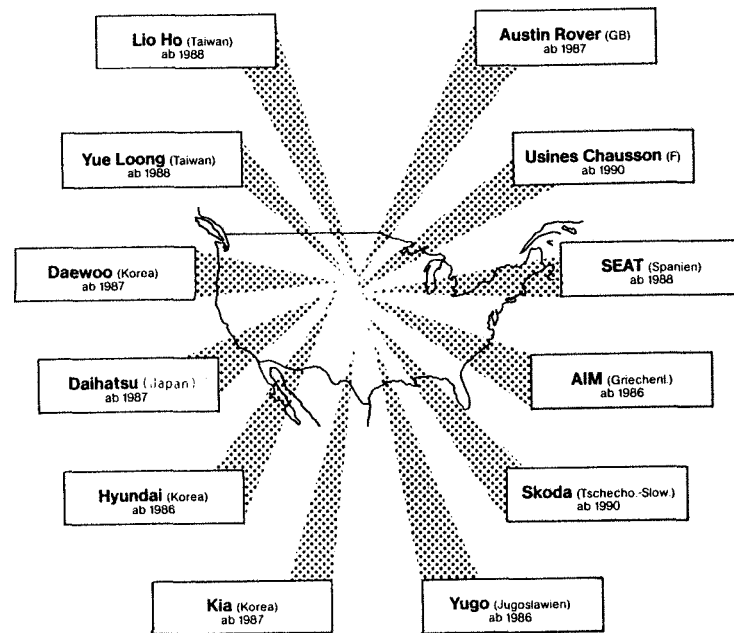 Lio Ho (Taiwan)
ab 1988
Austin Rover (GB)
ab 1987
Yue Loong (Taiwan)
ab 1988
Usines Chausson (F)
ab 1990
Daewoo (Korea)
ab 1987
SEAT (Spanien)
ab 1988
Daihatsu (Japan)
ab 1987
AIM (Griechenl.)
ab 1986
Hyundai (Korea)
ab 1986
Skoda (Tschecho.-Slow.)
ab 1990
Kia (Korea)
ab 1987
Yugo (Jugoslawien)
ab 1986